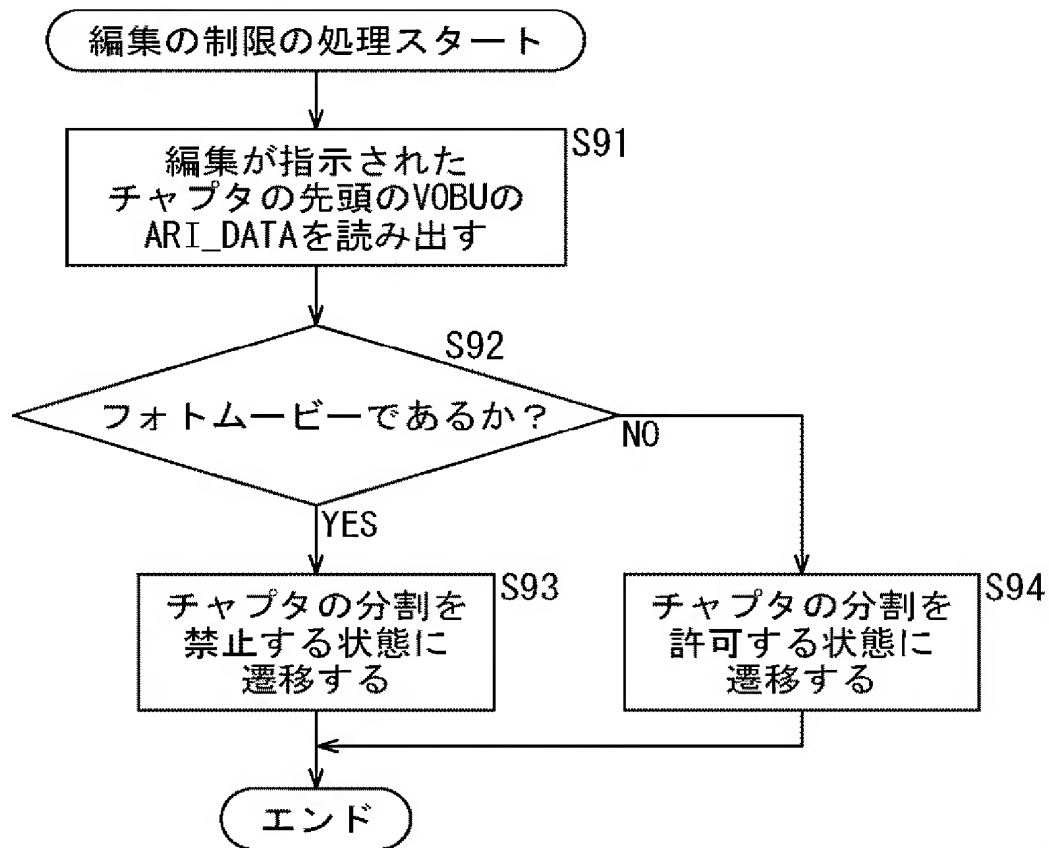 編集の制限の処理スタート
S91
編集が指示された
チャプタの先頭のVOBUの
ARI_DATAを読み出す
S92
フォトムービーであるか？
NO
YES
S93
チャプタの分割を
禁止する状態に
遷移する
S94
チャプタの分割を
許可する状態に
遷移する
エンド